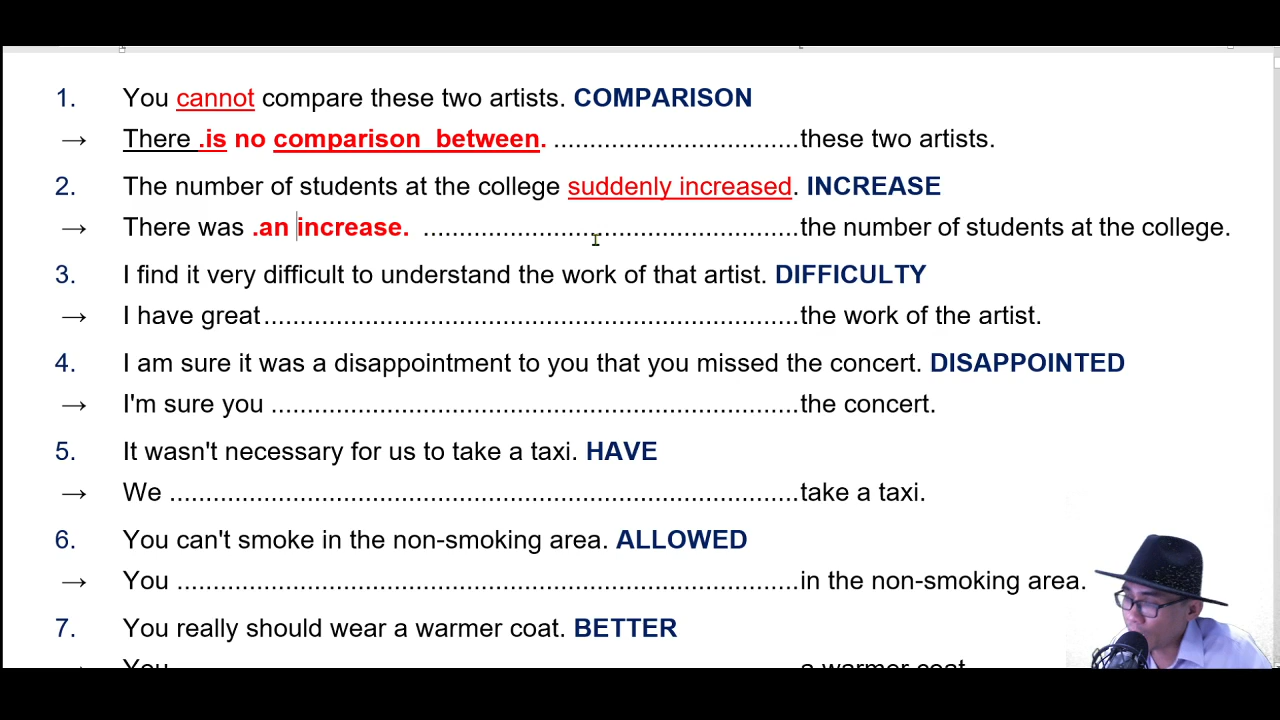 1. You cannot compare these two artists. COMPARISON
→ There .is no comparison between. ..................................these two artists.
2. The number of students at the college suddenly increased. INCREASE
→ There was .an increase. ....................................................the number of students at the college.
3. I find it very difficult to understand the work of that artist. DIFFICULTY
→ I have great..........................................................................the work of the artist.
4. I am sure it was a disappointment to you that you missed the concert. DISAPPOINTED
→ I'm sure you .........................................................................the concert.
5. It wasn't necessary for us to take a taxi. HAVE
→ We .......................................................................................take a taxi.
6. You can't smoke in the non-smoking area. ALLOWED
→ You ......................................................................................in the non-smoking area.
7. You really should wear a warmer coat. BETTER
→ You ......................................................................................a warmer coat